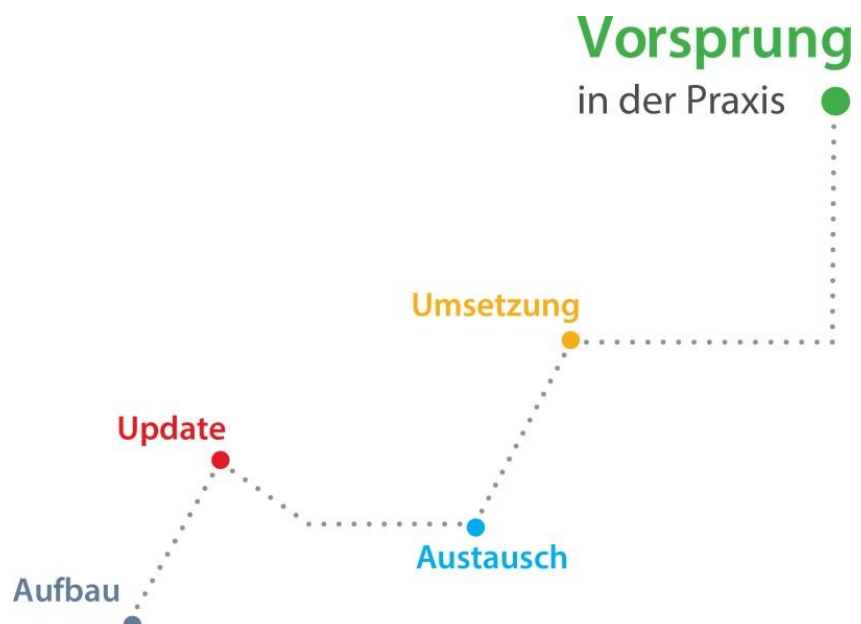 Vorsprung
in der Praxis
Umsetzung
Update
Austausch
Aufbau